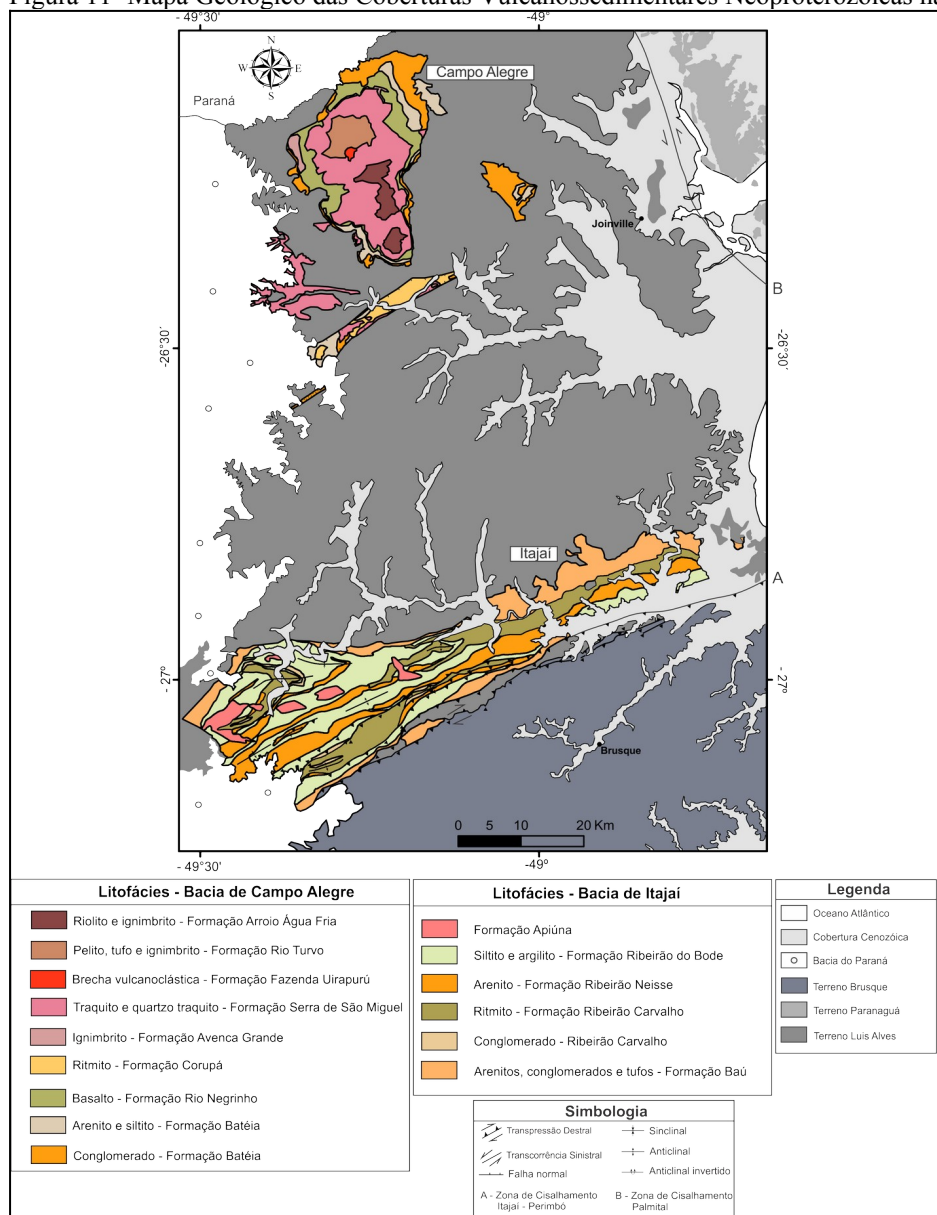 Figura 11- Mapa Geológico das Coberturas Vulcanossedimentares Neoproterozóicas na
- 49°30'
- 49°
N
W
E
S
Campo Alegre
Paraná
Joinville
B
-26°30'
-26°30'
Itajaí
A
- 27º
- 27º
Brusque
0 5 10 20 Km
- 49°30'
- 49º
Litofácies - Bacia de Campo Alegre
Riolito e ignimbrito - Formação Arroio Água Fria
Pelito, tufo e ignimbrito - Formação Rio Turvo
Brecha vulcanoclástica - Formação Fazenda Uirapurú
Traquito e quartzo traquito - Formação Serra de São Miguel
Ignimbrito - Formação Avenca Grande
Ritmito - Formação Corupá
Basalto - Formação Rio Negrinho
Arenito e siltito - Formação Batéia
Conglomerado - Formação Batéia
Litofácies - Bacia de Itajaí
Formação Apiúna
Siltito e argilito - Formação Ribeirão do Bode
Arenito - Formação Ribeirão Neisse
Ritmito - Formação Ribeirão Carvalho
Conglomerado - Ribeirão Carvalho
Arenitos, conglomerados e tufos - Formação Baú
Legenda
Oceano Atlântico
Cobertura Cenozóica
Bacia do Paraná
Terreno Brusque
Terreno Paranaguá
Terreno Luis Alves
Simbologia
Transpressão Destral
Sinclinal
Transcorrência Sinistral
Anticlinal
Falha normal
Anticlinal invertido
A - Zona de Cisalhamento
Itajaí - Perimbó
B - Zona de Cisalhamento
Palmital